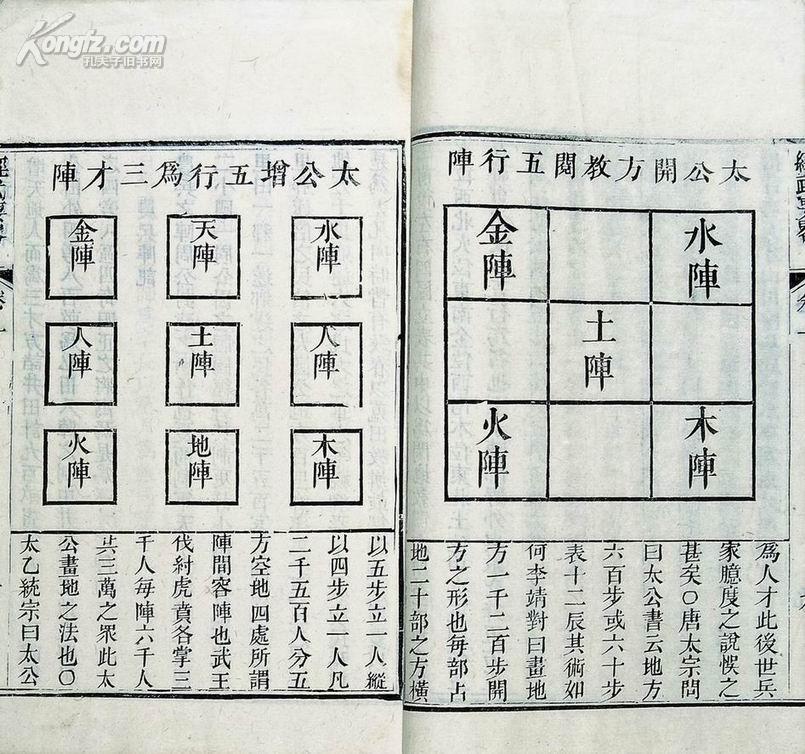 Kongfz.com
孔夫子旧书网
太公開方教閱五行陣
水陣
金陣
土陣
木陣
火陣
爲人才此後世兵
家臆度之說悞之
甚矣○唐太宗問
曰太公書云地方
六百步或六十步
表十二辰其術如
何李靖對曰畫地
方一千二百步開
方之形也每部占
地二十部之方橫
太公增五行爲三才陣
水陣
天陣
金陣
人陣
土陣
人陣
木陣
地陣
火陣
以五步立一人縱
以四步立一人凡
二千五百人分五
方空地四處所謂
陣間容陣也武王
伐紂虎賁各掌三
千人每陣六千人
共三萬之眾此太
公畫地之法也○
太乙統宗曰太公